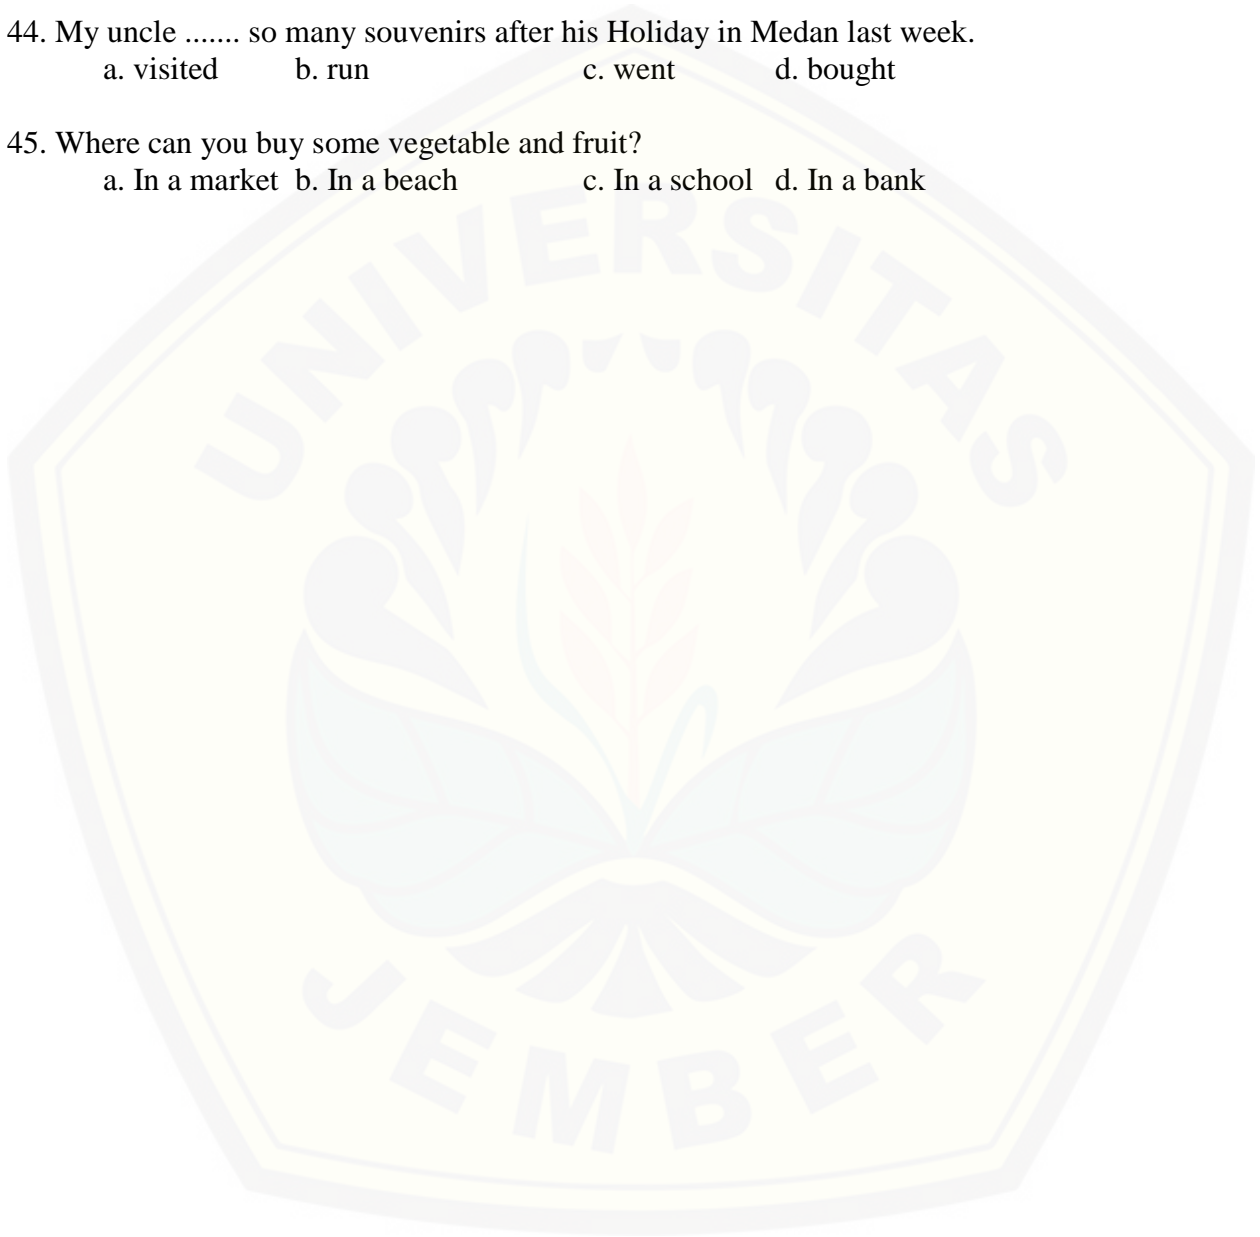 44. My uncle ....... so many souvenirs after his Holiday in Medan last week.
a. visited b. run c. went d. bought
45. Where can you buy some vegetable and fruit?
a. In a market b. In a beach c. In a school d. In a bank
UNIVERSITAS
JEMBER